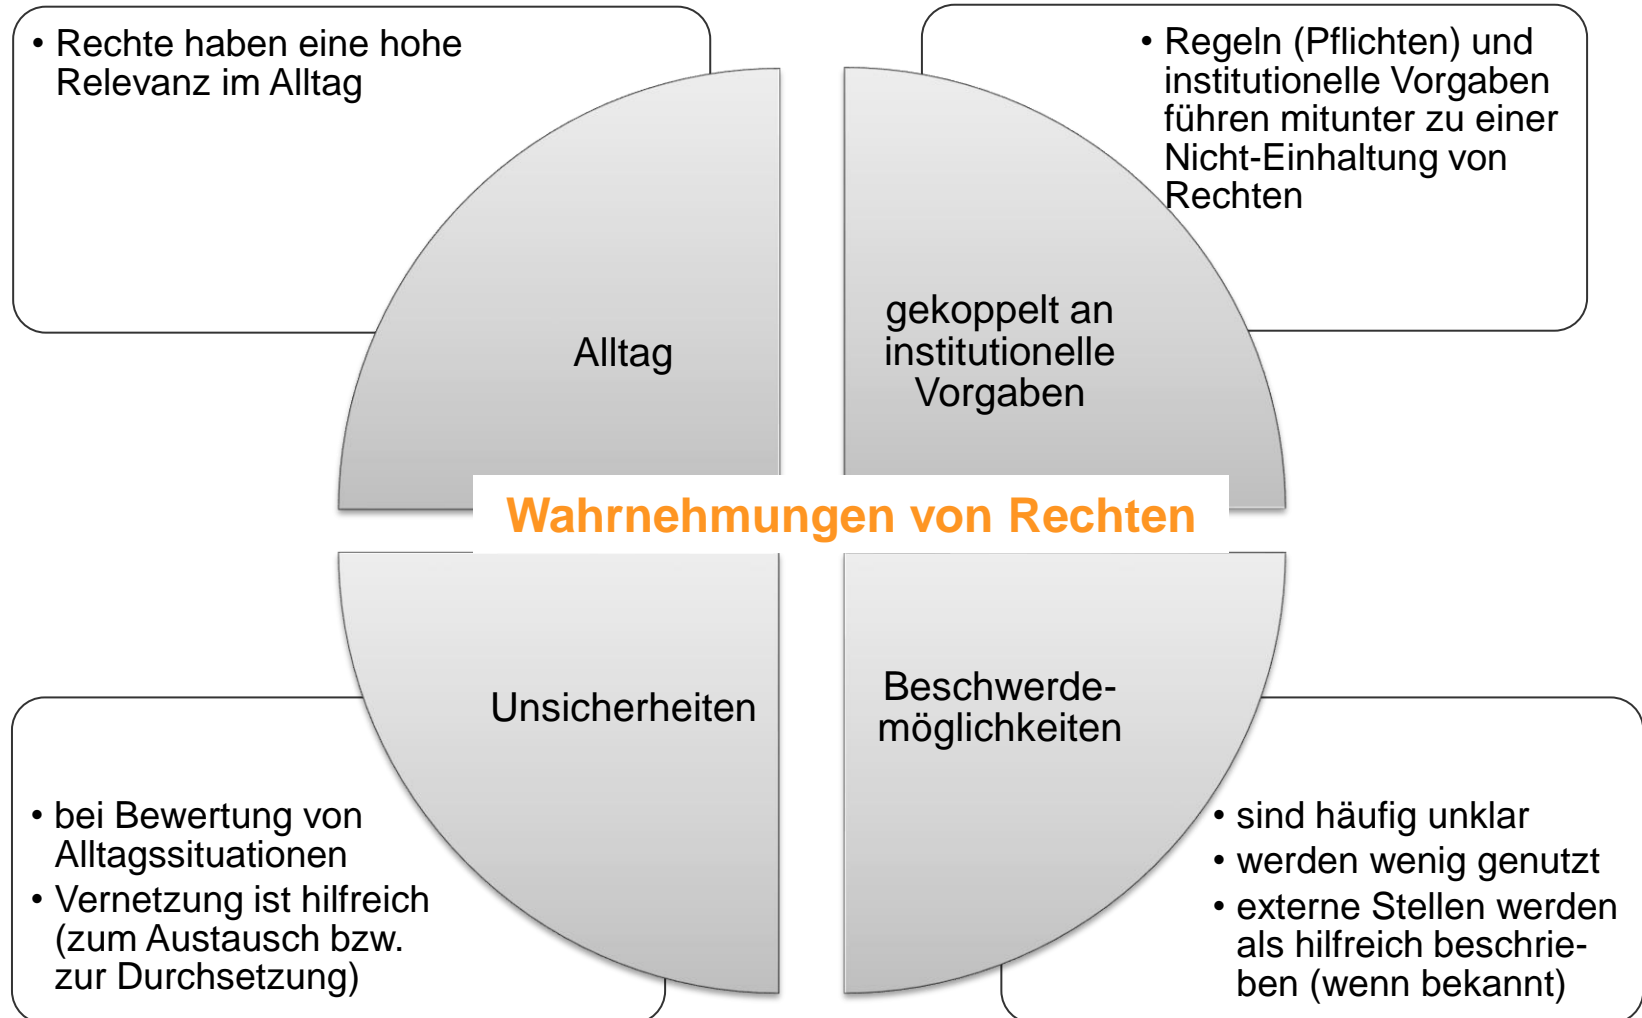 • Rechte haben eine hohe
Relevanz im Alltag
• Regeln (Pflichten) und
institutionelle Vorgaben
führen mitunter zu einer
Nicht-Einhaltung von
Rechten
Alltag
gekoppelt an
institutionelle
Vorgaben
Wahrnehmungen von Rechten
Unsicherheiten
Beschwerde-
möglichkeiten
• bei Bewertung von
Alltagssituationen
• Vernetzung ist hilfreich
(zum Austausch bzw.
zur Durchsetzung)
• sind häufig unklar
• werden wenig genutzt
• externe Stellen werden
als hilfreich beschrie-
ben (wenn bekannt)